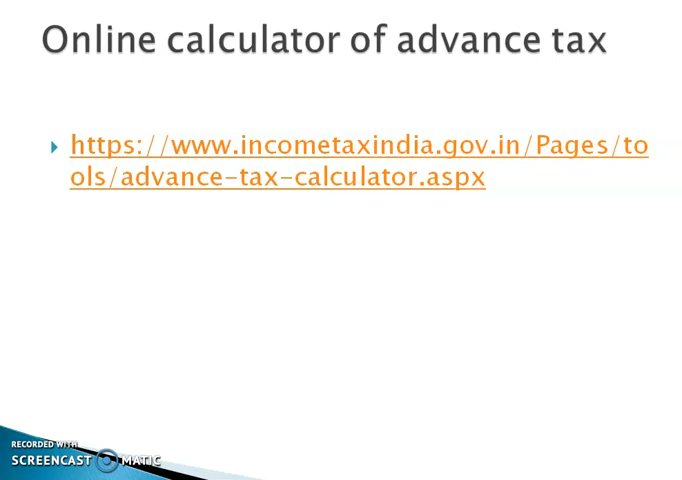 Online calculator of advance tax
https://www.incometaxindia.gov.in/Pages/to
ols/advance-tax-calculator.aspx
RECORDED WITH
SCREENCAST MATIC